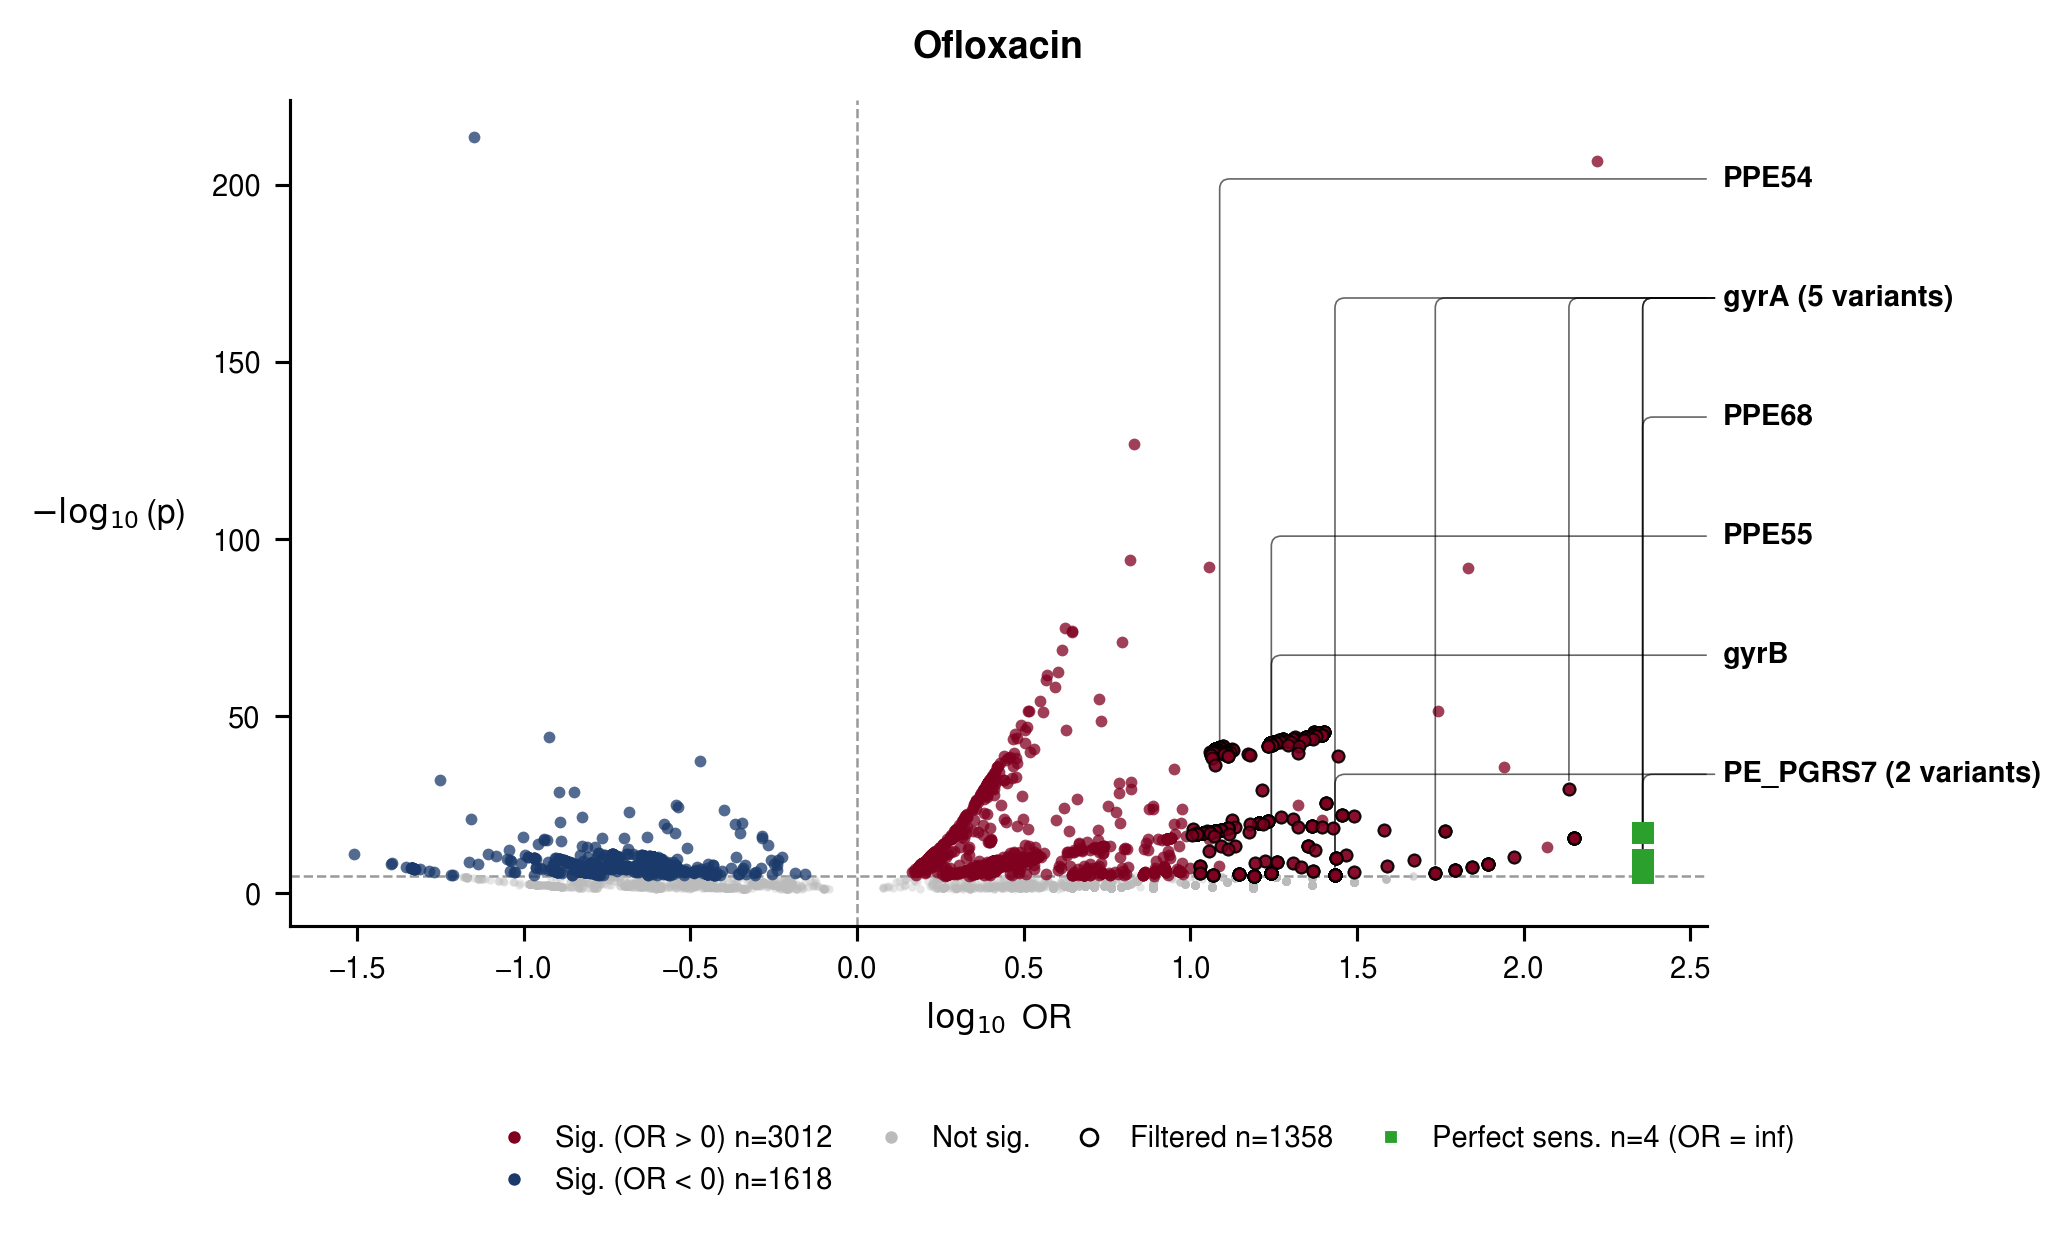 Ofloxacin
200
150
100
50
0
−log10 (p)
PPE54
gyrA (5 variants)
PPE68
PPE55
gyrB
PE_PGRS7 (2 variants)
−1.5 −1.0 −0.5 0.0 0.5 1.0 1.5 2.0 2.5
log10 OR
Sig. (OR > 0) n=3012 Not sig. Filtered n=1358 Perfect sens. n=4 (OR = inf)
Sig. (OR < 0) n=1618